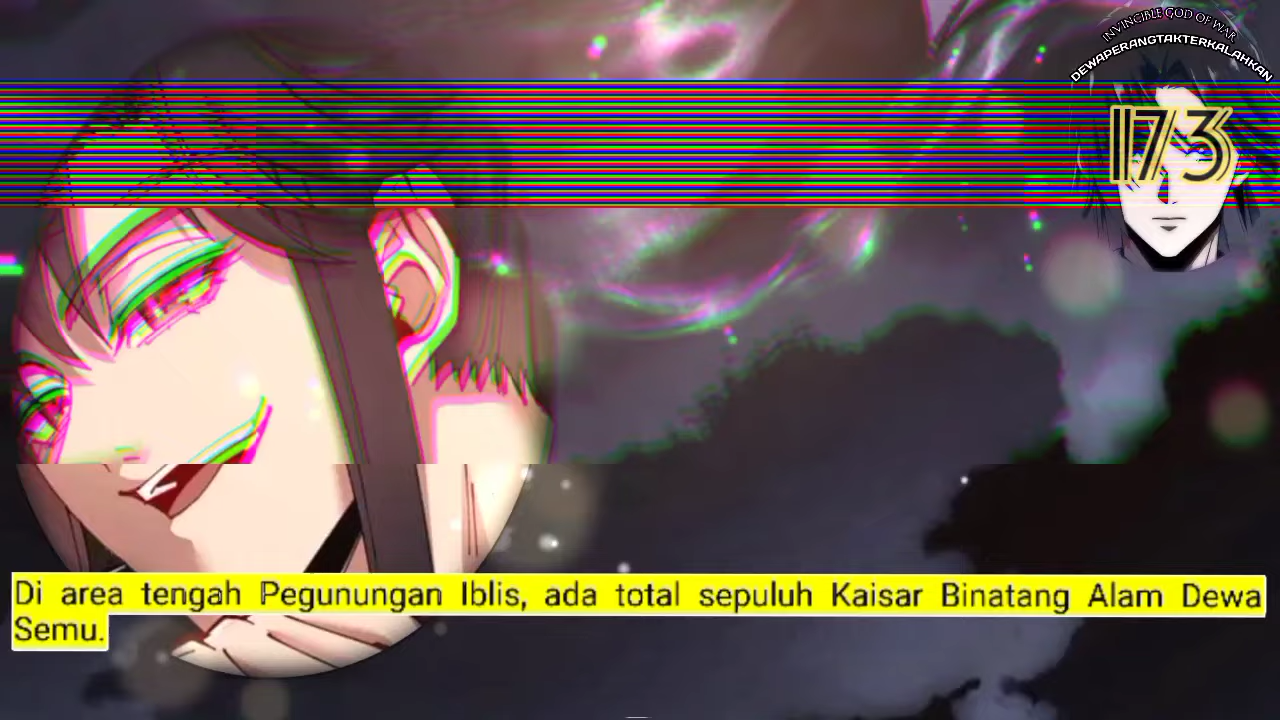 INVINCIBLE GOD OF WAR
DEWAPERANGTAKTERKALAHKAN
173
Di area tengah Pegunungan Iblis, ada total sepuluh Kaisar Binatang Alam Dewa
Semu.